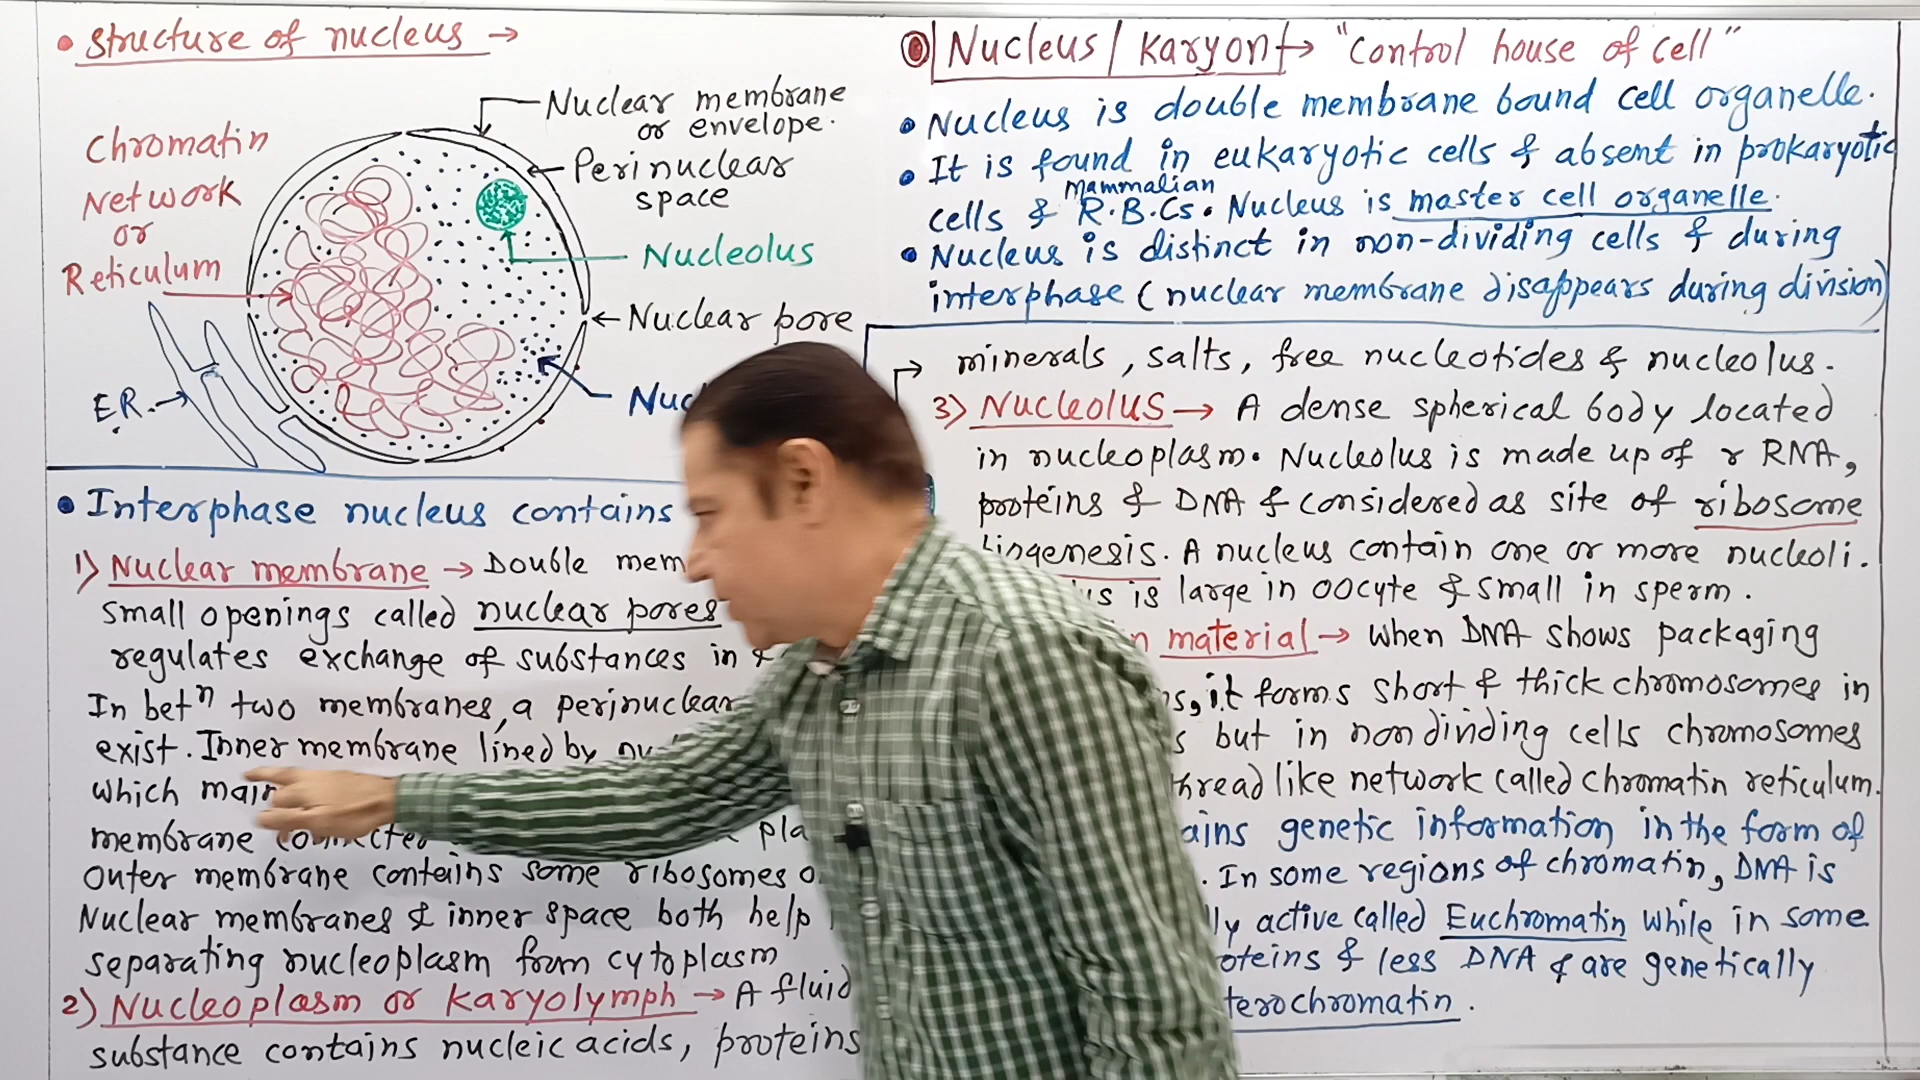 • Structure of nucleus →
Nuclear membrane
or envelope.
Perinuclear
space
Nucleolus
Nuclear pore
Chromatin
Network
or
Reticulum
E.R.
• Interphase nucleus contains
1) Nuclear membrane → Double
small openings called nuclear pores
regulates exchange of substances in
In betⁿ two membranes, a perinuclear
exist. Inner membrane lined by
which
membrane
outer membrane contains some ribosomes
Nuclear membranes & inner space both help
separating nucleoplasm from cytoplasm
2) Nucleoplasm or karyolymph → A fluid
substance contains nucleic acids, proteins
Nucleus / Karyon → "Control house of cell"
• Nucleus is double membrane bound cell organelle.
• It is found in eukaryotic cells & absent in prokaryotic
mammalian
cells & R.B.Cs. Nucleus is master cell organelle.
• Nucleus is distinct in non-dividing cells & during
interphase (nuclear membrane disappears during division)
→ minerals, salts, free nucleotides & nucleolus.
3) Nucleolus → A dense spherical body located
in nucleoplasm. Nucleolus is made up of r RNA,
proteins & DNA & considered as site of ribosome
. A nucleus contain one or more nucleoli.
is large in oocyte & small in sperm.
material → when DNA shows packaging
, it forms short & thick chromosomes in
but in non dividing cells chromosomes
thread like network called chromatin reticulum.
genetic information in the form of
. In some regions of chromatin, DNA is
active called Euchromatin while in some
& less DNA & are genetically